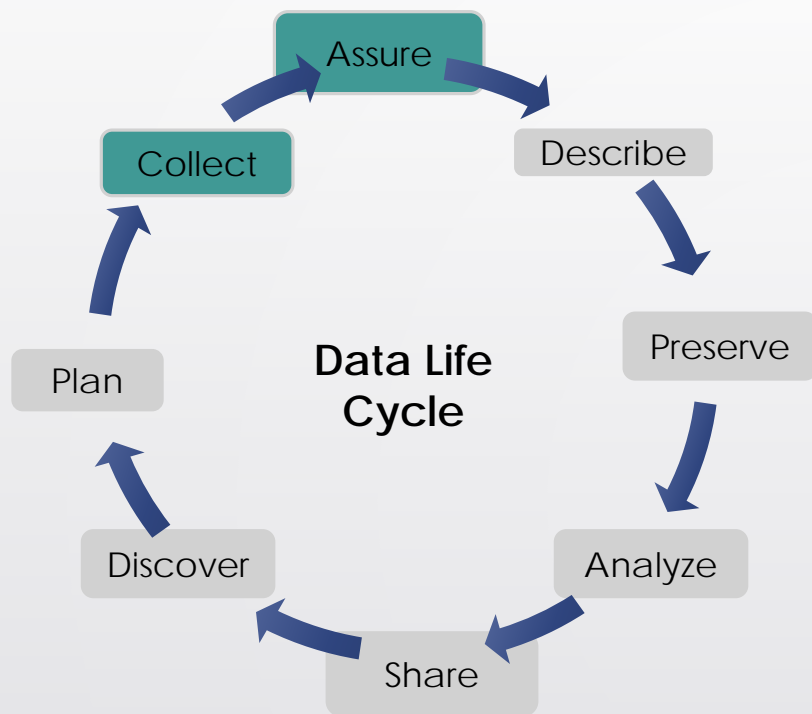 Assure
Describe
Collect
Preserve
Data Life
Cycle
Plan
Analyze
Discover
Share